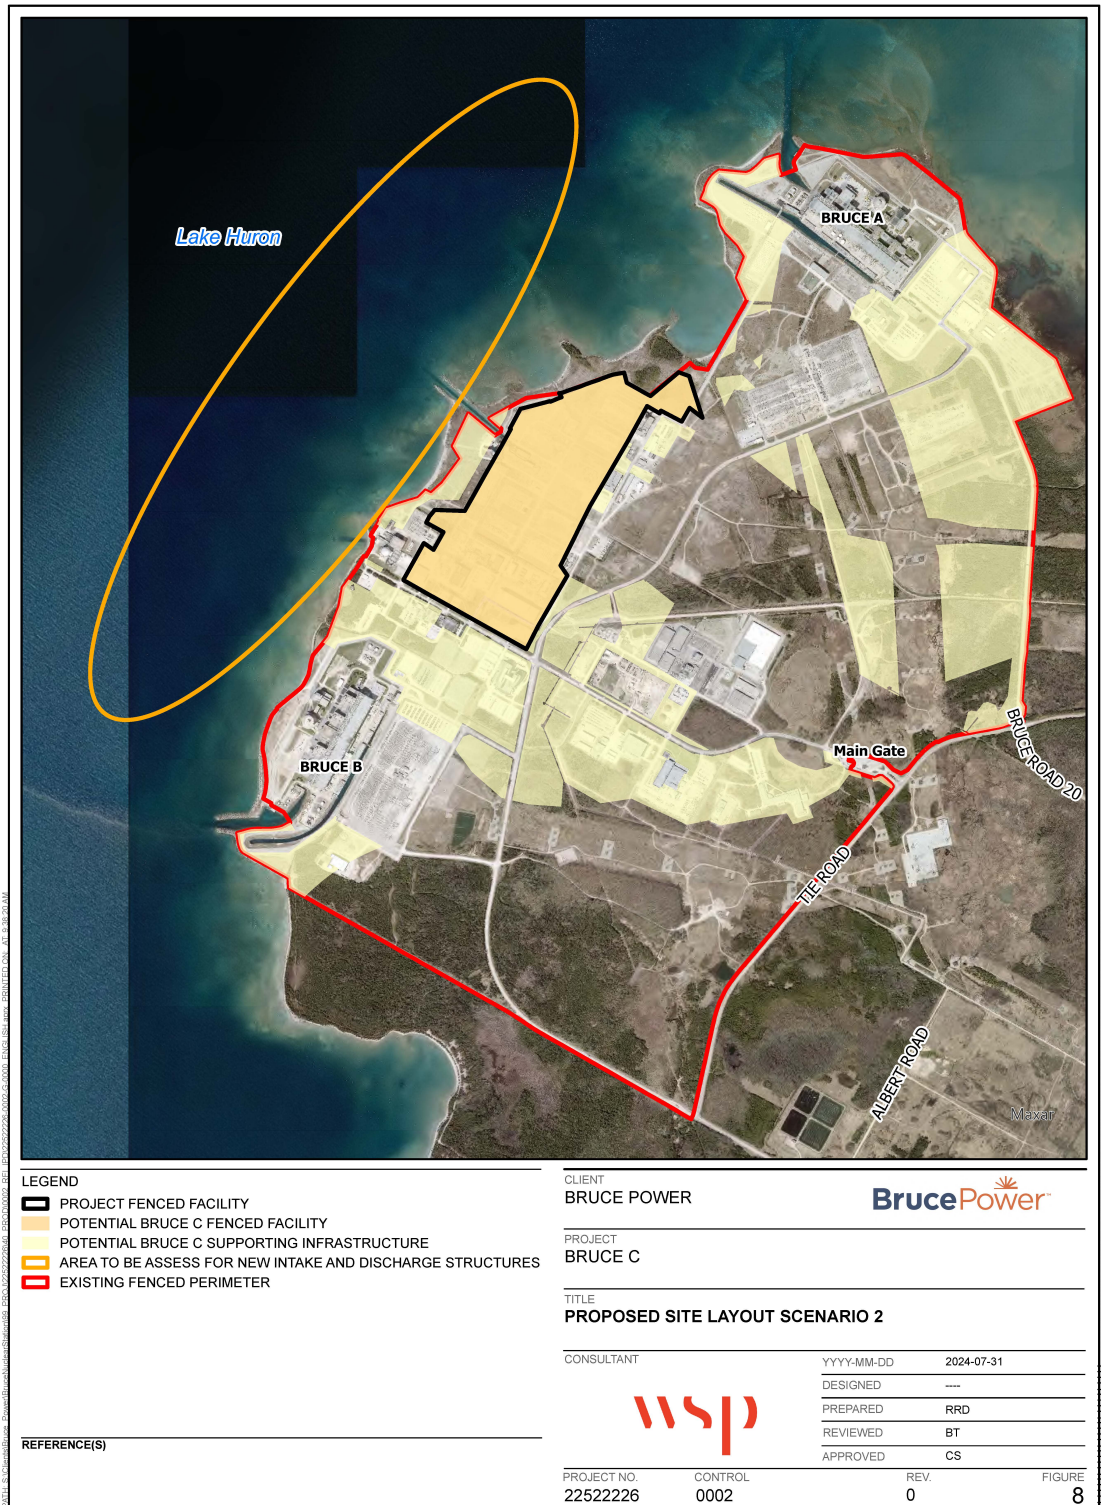 Lake Huron
BRUCE A
BRUCE B
Main Gate
BRUCE ROAD 20
TIE ROAD
ALBERT ROAD
Maxar
LEGEND
PROJECT FENCED FACILITY
POTENTIAL BRUCE C FENCED FACILITY
POTENTIAL BRUCE C SUPPORTING INFRASTRUCTURE
AREA TO BE ASSESS FOR NEW INTAKE AND DISCHARGE STRUCTURES
EXISTING FENCED PERIMETER
REFERENCE(S)
CLIENT
BRUCE POWER
BrucePower
PROJECT
BRUCE C
TITLE
PROPOSED SITE LAYOUT SCENARIO 2
CONSULTANT
wsp
YYYY-MM-DD 2024-07-31
DESIGNED ----
PREPARED RRD
REVIEWED BT
APPROVED CS
PROJECT NO. CONTROL REV. FIGURE
22522226 0002 0 8